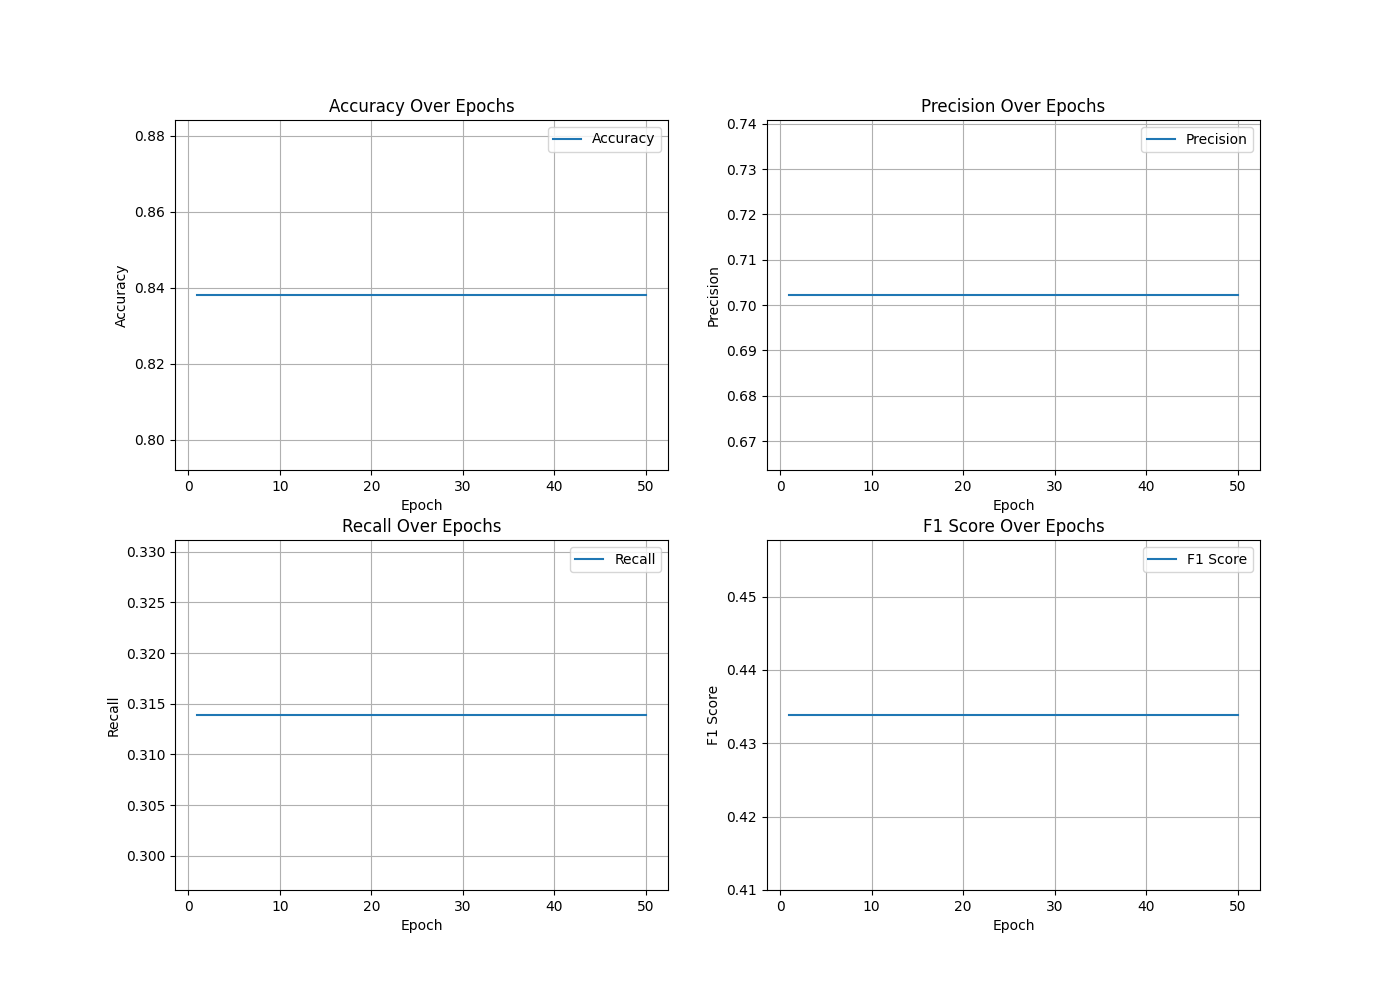 Accuracy Over Epochs
Accuracy
0.88
0.86
0.84
0.82
0.80
Accuracy
0 10 20 30 40 50
Epoch
Precision Over Epochs
Precision
0.74
0.73
0.72
0.71
0.70
0.69
0.68
0.67
Precision
0 10 20 30 40 50
Epoch
Recall Over Epochs
Recall
0.330
0.325
0.320
0.315
0.310
0.305
0.300
Recall
0 10 20 30 40 50
Epoch
F1 Score Over Epochs
F1 Score
0.45
0.44
0.43
0.42
0.41
F1 Score
0 10 20 30 40 50
Epoch